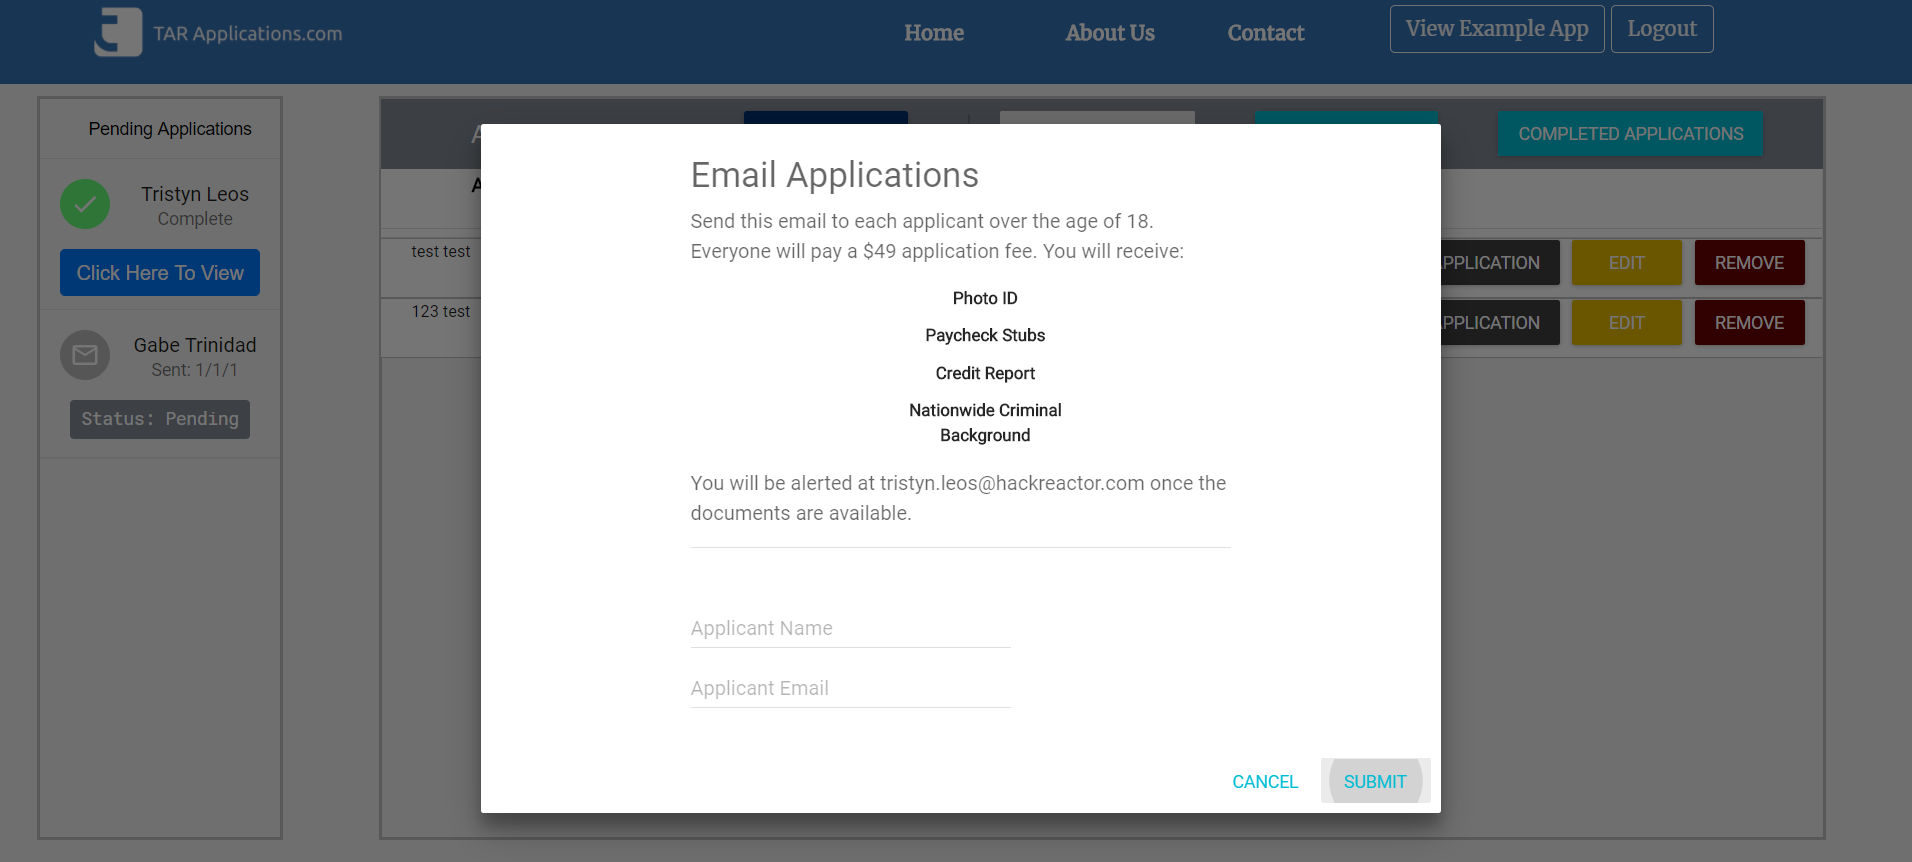 TAR Applications.com
Home
About Us
Contact
View Example App
Logout
Pending Applications
Tristyn Leos
Complete
Click Here To View
Gabe Trinidad
Sent: 1/1/1
Status: Pending
COMPLETED APPLICATIONS
test test
PPLICATION
EDIT
REMOVE
123 test
PPLICATION
EDIT
REMOVE
Email Applications
Send this email to each applicant over the age of 18.
Everyone will pay a $49 application fee. You will receive:
Photo ID
Paycheck Stubs
Credit Report
Nationwide Criminal
Background
You will be alerted at tristyn.leos@hackreactor.com once the
documents are available.
Applicant Name
Applicant Email
CANCEL
SUBMIT